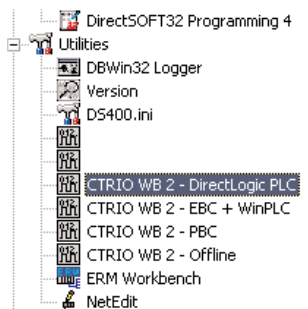 DirectSOFT32 Programming 4
Utilities
DBWin32 Logger
Version
DS400.ini
CTRIO WB 2 - DirectLogic PLC
CTRIO WB 2 - EBC + WinPLC
CTRIO WB 2 - PBC
CTRIO WB 2 - Offline
ERM Workbench
NetEdit